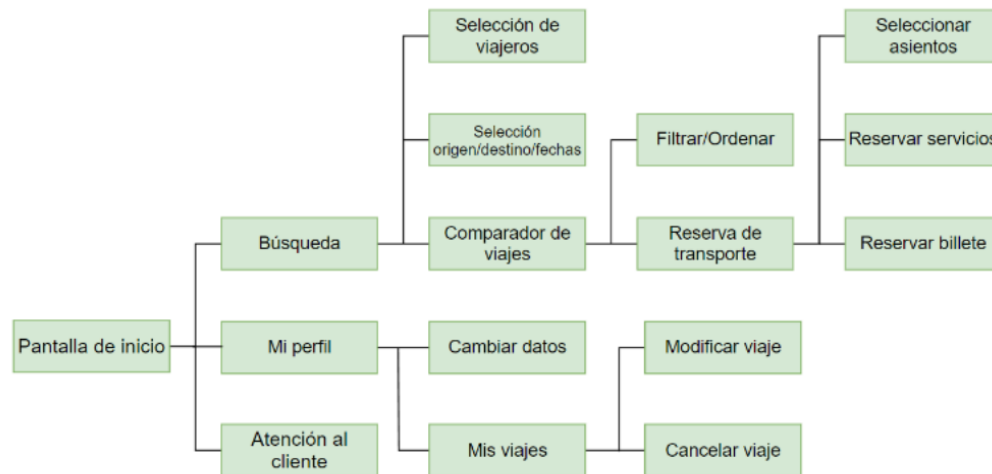 Selección de
viajeros
Seleccionar
asientos
Selección
origen/destino/fechas
Filtrar/Ordenar
Reservar servicios
Búsqueda
Comparador de
viajes
Reserva de
transporte
Reservar billete
Pantalla de inicio
Mi perfil
Cambiar datos
Modificar viaje
Atención al
cliente
Mis viajes
Cancelar viaje